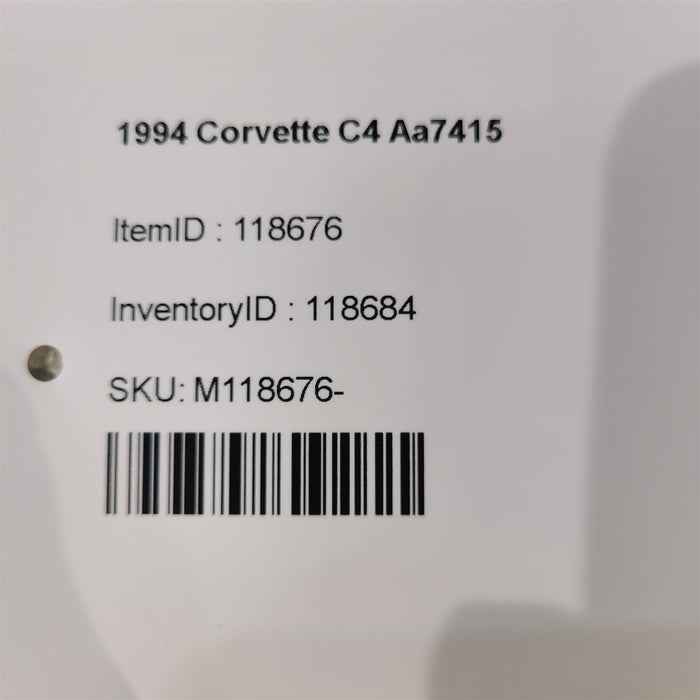 1994 Corvette C4 Aa7415
ItemID : 118676
InventoryID : 118684
SKU: M118676-